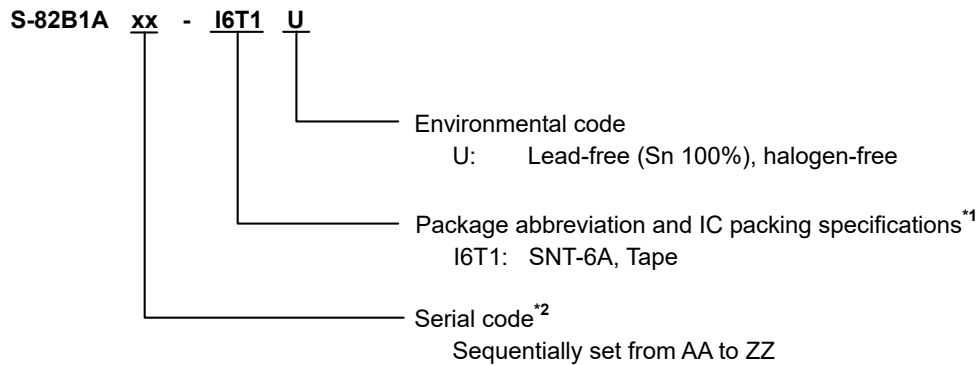 S-82B1A xx - I6T1 U
Environmental code
U: Lead-free (Sn 100%), halogen-free
Package abbreviation and IC packing specifications*1
I6T1: SNT-6A, Tape
Serial code*2
Sequentially set from AA to ZZ